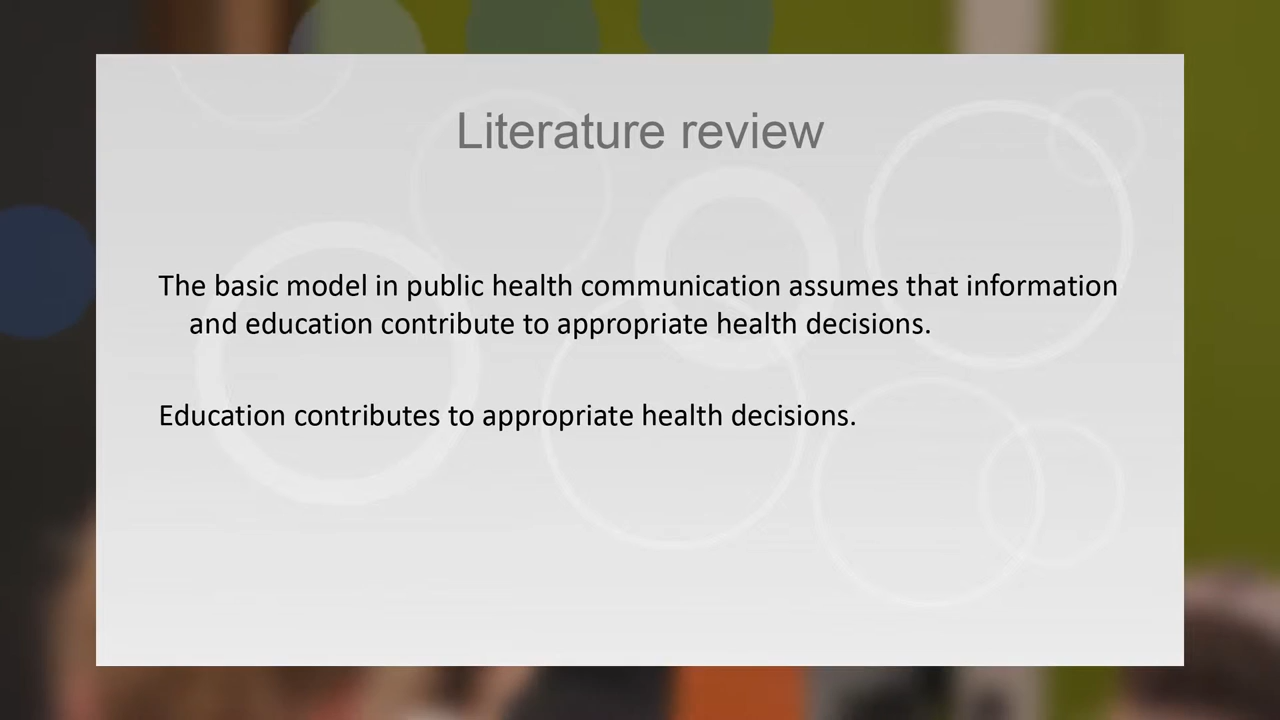 Literature review
The basic model in public health communication assumes that information
and education contribute to appropriate health decisions.
Education contributes to appropriate health decisions.